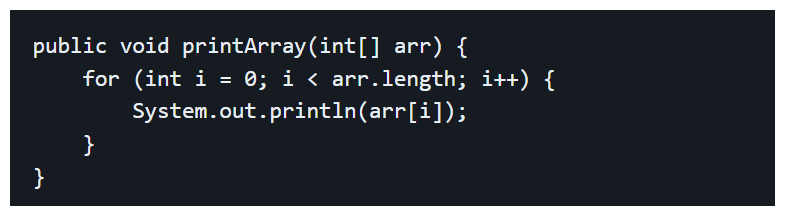 public void printArray(int[] arr) {
    for (int i = 0; i < arr.length; i++) {
        System.out.println(arr[i]);
    }
}